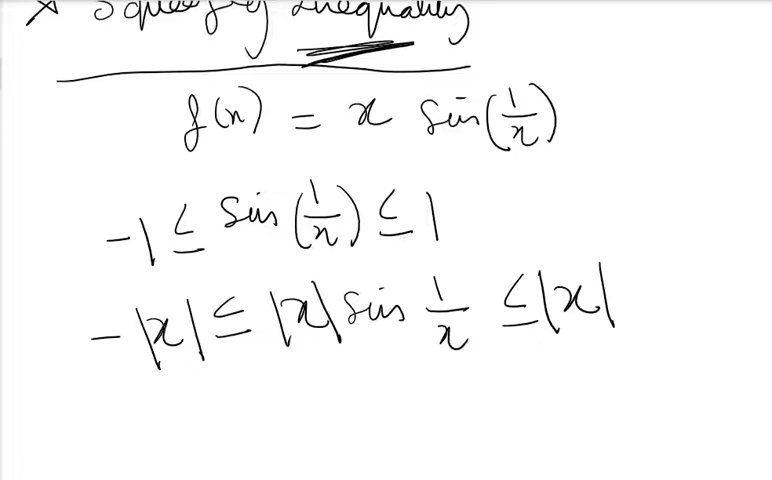 * Squeezing inequality
f(x) = x sin(1/x)
-1 ≤ sin(1/x) ≤ 1
-|x| ≤ |x| sin 1/x ≤ |x|